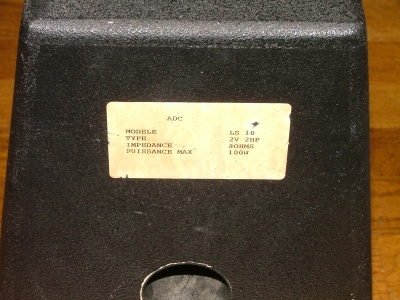 ADC
MODELE LS 10
TYPE 2V 2HP
IMPEDANCE 8OHMS
PUISSANCE MAX 100W